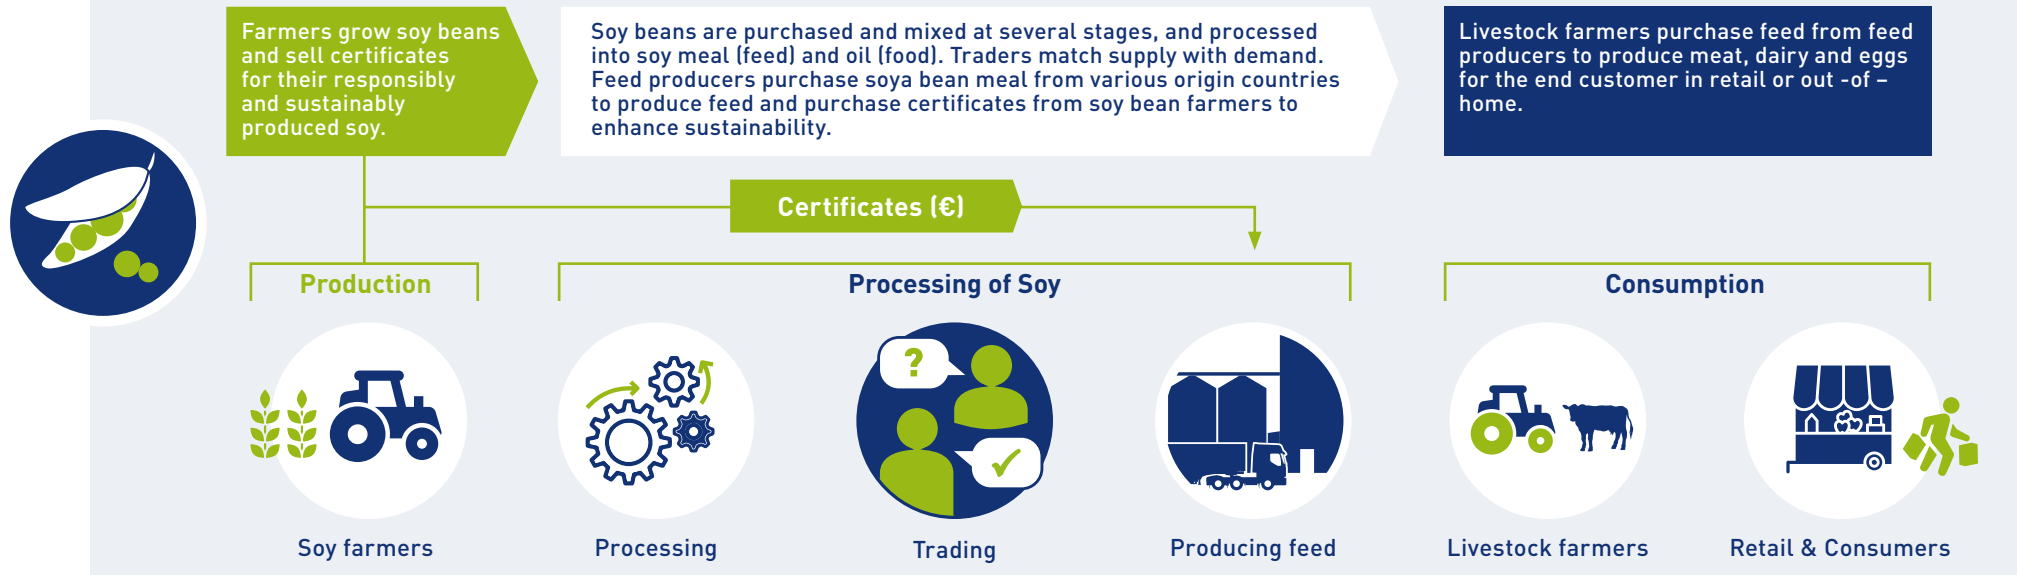 Farmers grow soy beans
and sell certificates
for their responsibly
and sustainably
produced soy.
Soy beans are purchased and mixed at several stages, and processed
into soy meal (feed) and oil (food). Traders match supply with demand.
Feed producers purchase soya bean meal from various origin countries
to produce feed and purchase certificates from soy bean farmers to
enhance sustainability.
Livestock farmers purchase feed from feed
producers to produce meat, dairy and eggs
for the end customer in retail or out -of –
home.
Certificates (€)
Production
Processing of Soy
Consumption
?
Soy farmers
Processing
Trading
Producing feed
Livestock farmers
Retail & Consumers